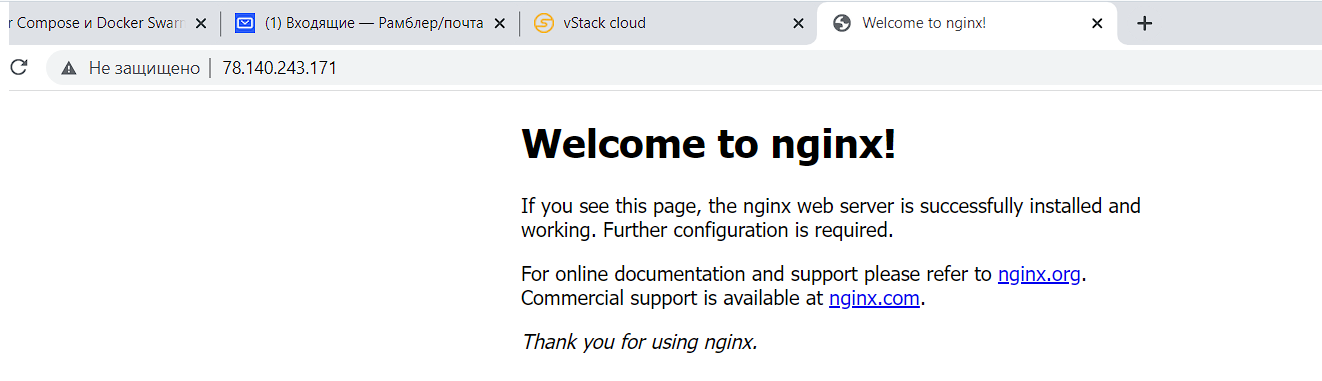 r Compose и Docker Swarm
(1) Входящие — Рамблер/почта
vStack cloud
Welcome to nginx!
Не защищено
78.140.243.171
Welcome to nginx!
If you see this page, the nginx web server is successfully installed and
working. Further configuration is required.
For online documentation and support please refer to nginx.org.
Commercial support is available at nginx.com.
Thank you for using nginx.